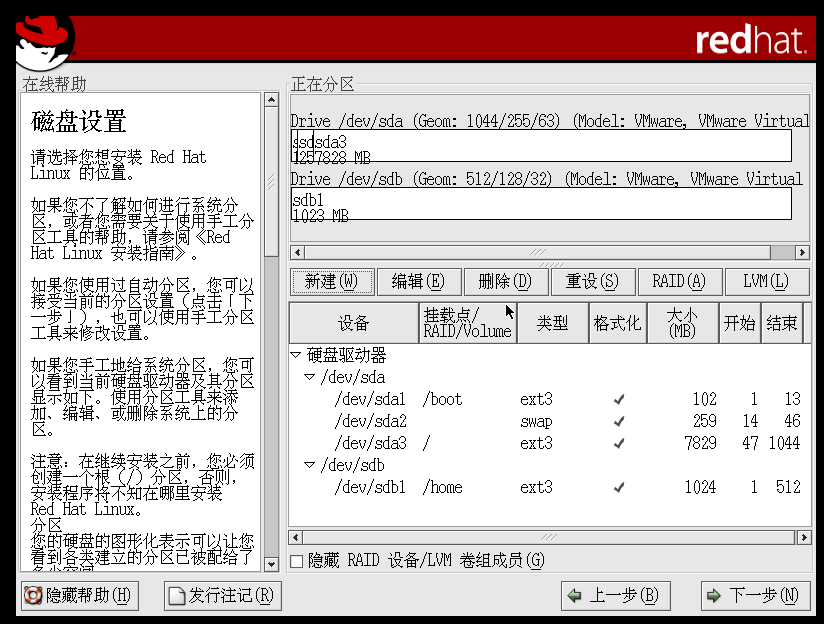 redhat.
在线帮助
磁盘设置
请选择您想安装 Red Hat
Linux 的位置。
如果您不了解如何进行系统分
区，或者您需要关于使用手工分
区工具的帮助，请参阅《Red
Hat Linux 安装指南》。
如果您使用过自动分区，您可以
接受当前的分区设置（点击「下
一步」），也可以使用手工分区
工具来修改设置。
如果您手工地给系统分区，您可
以看到当前硬盘驱动器及其分区
显示如下。使用分区工具来添
加、编辑、或删除系统上的分
区。
注意：在继续安装之前，您必须
创建一个根（/）分区，否则，
安装程序将不知在哪里安装
Red Hat Linux。
分区
您的硬盘的图形化表示可以让您
看到各类建立的分区已被配给了
正在分区
Drive /dev/sda (Geom: 1044/255/63) (Model: VMware, VMware Virtual
sda3
7828 MB
Drive /dev/sdb (Geom: 512/128/32) (Model: VMware, VMware Virtual
sdb1
1023 MB
新建(W) 编辑(E) 删除(D) 重设(S) RAID(A) LVM(L)
设备 挂载点/ RAID/Volume 类型 格式化 大小 (MB) 开始 结束
硬盘驱动器
/dev/sda
/dev/sda1 /boot ext3 ✓ 102 1 13
/dev/sda2 swap ✓ 259 14 46
/dev/sda3 / ext3 ✓ 7829 47 1044
/dev/sdb
/dev/sdb1 /home ext3 ✓ 1024 1 512
隐藏 RAID 设备/LVM 卷组成员(G)
隐藏帮助(H) 发行注记(R) 上一步(B) 下一步(N)